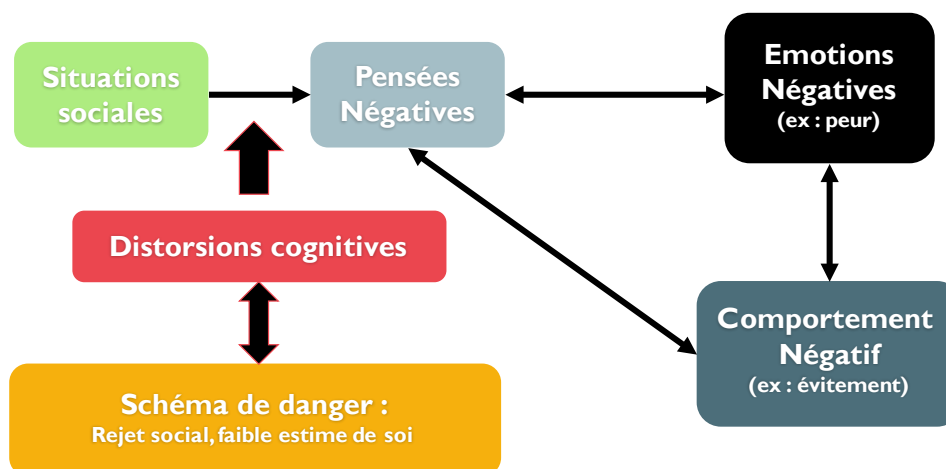 Situations
sociales
Pensées
Négatives
Emotions
Négatives
(ex : peur)
Distorsions cognitives
Comportement
Négatif
(ex : évitement)
Schéma de danger :
Rejet social, faible estime de soi